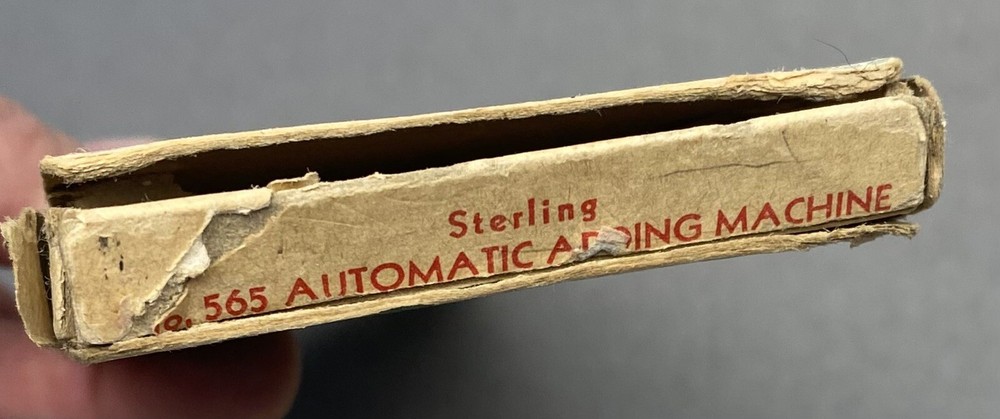 Sterling
565 AUTOMATIC ADDING MACHINE